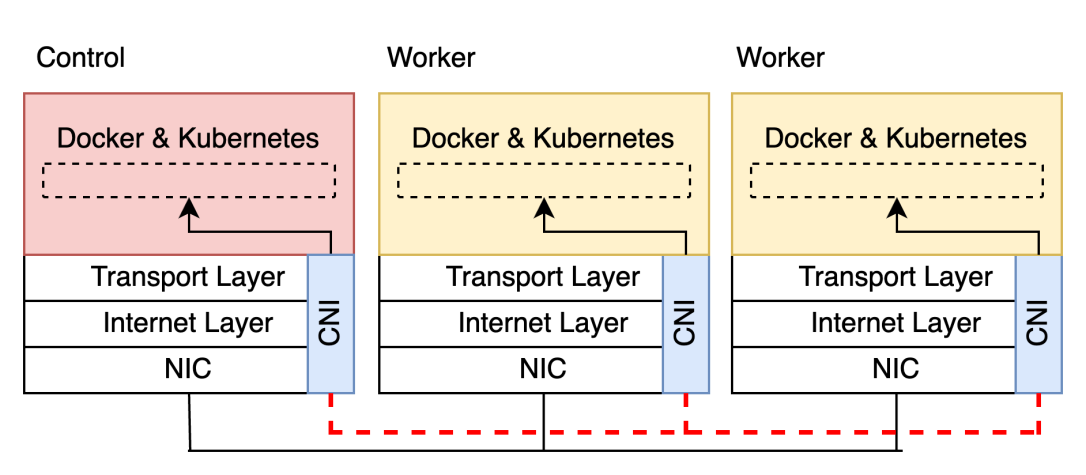 Control
Worker
Worker
Docker & Kubernetes
Docker & Kubernetes
Docker & Kubernetes
Transport Layer
Internet Layer
NIC
CNI
Transport Layer
Internet Layer
NIC
CNI
Transport Layer
Internet Layer
NIC
CNI